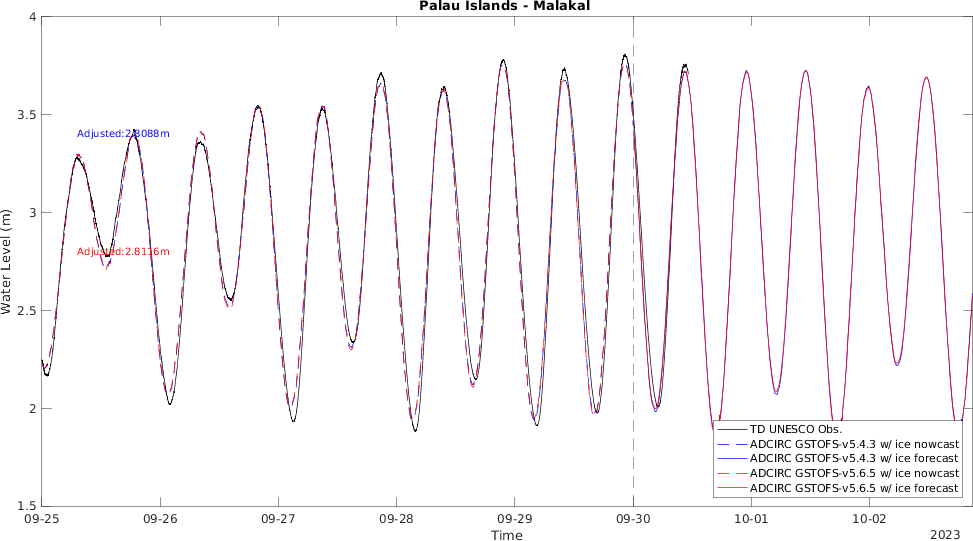 Palau Islands - Malakal
4
3.5
3
2.5
2
1.5
Water Level (m)
Adjusted:2.8088m
Adjusted:2.8116m
TD UNESCO Obs.
ADCIRC GSTOFS-v5.4.3 w/ ice nowcast
ADCIRC GSTOFS-v5.4.3 w/ ice forecast
ADCIRC GSTOFS-v5.6.5 w/ ice nowcast
ADCIRC GSTOFS-v5.6.5 w/ ice forecast
09-25 09-26 09-27 09-28 09-29 09-30 10-01 10-02
Time
2023